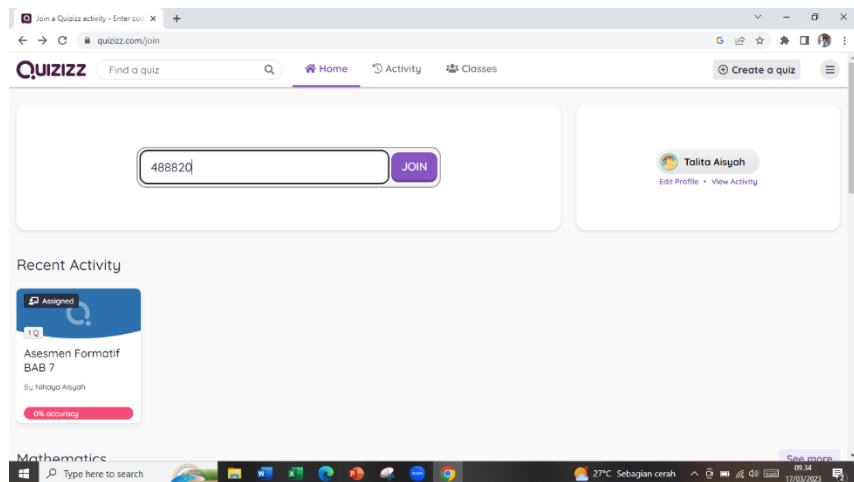 Join a Quizizz activity - Enter cod
quizizz.com/join
QUIZIZZ
Find a quiz
Home
Activity
Classes
Create a quiz
488820
JOIN
Talita Aisyah
Edit Profile • View Activity
Recent Activity
Assigned
1 Q
Asesmen Formatif
BAB 7
By: Nihaya Aisyah
0% accuracy
Mathematics
See more
Type here to search
27°C Sebagian cerah
09.34
17/03/2023